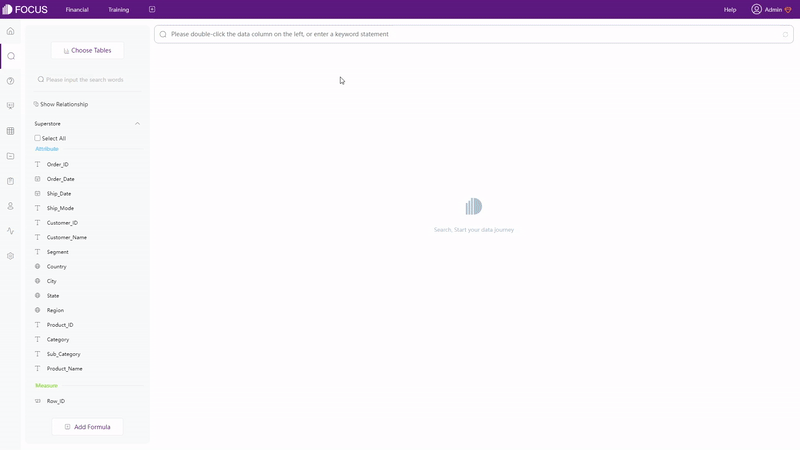 FOCUS
Financial
Training
Help
Admin
Choose Tables
Please double-click the data column on the left, or enter a keyword statement
Please input the search words
Show Relationship
Superstore
Select All
Attribute
Order_ID
Order_Date
Ship_Date
Ship_Mode
Customer_ID
Customer_Name
Segment
Country
City
State
Region
Product_ID
Category
Sub_Category
Product_Name
Measure
Row_ID
Add Formula
Search, Start your data journey